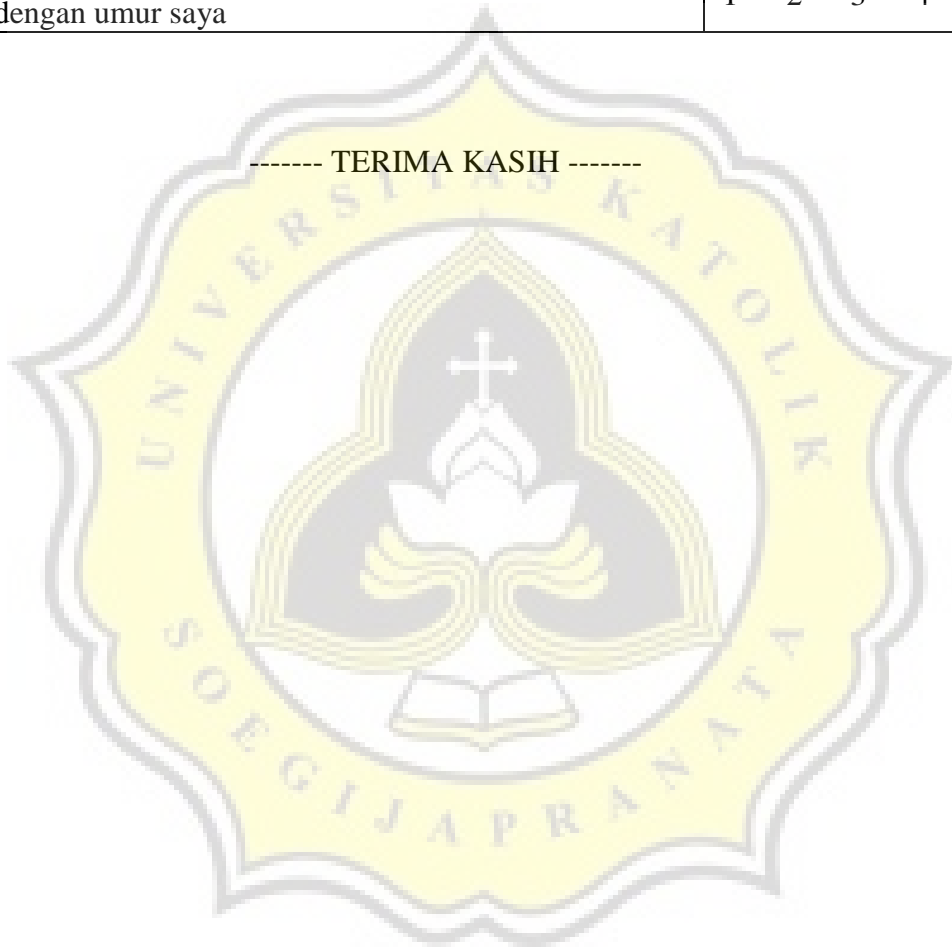 dengan umur saya
------- TERIMA KASIH -------
UNIVERSITAS KATOLIK
SOEGIJAPRANATA